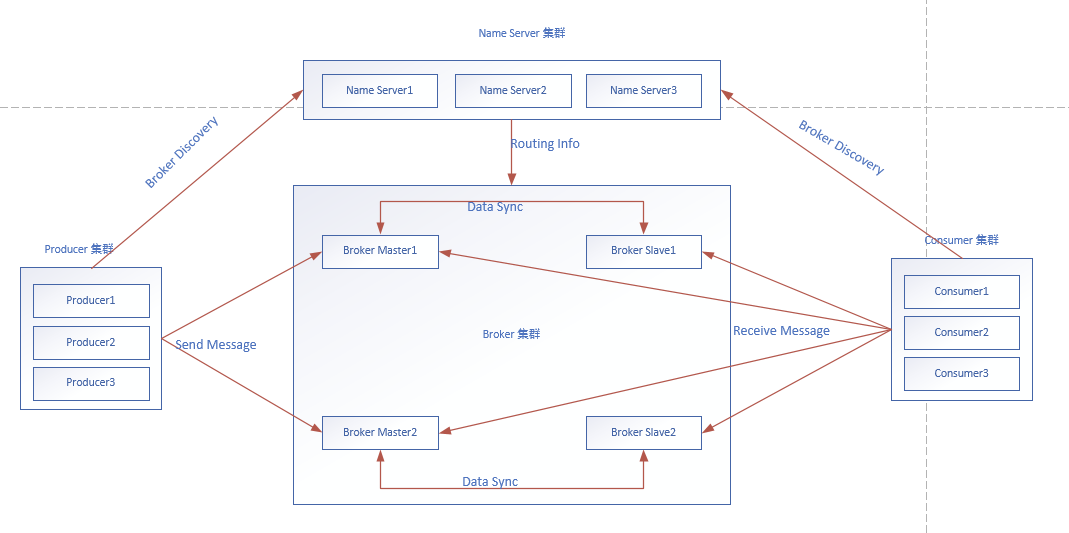 Name Server 集群
Name Server1
Name Server2
Name Server3
Broker Discovery
Routing Info
Broker Discovery
Data Sync
Producer 集群
Broker Master1
Broker Slave1
Consumer 集群
Producer1
Producer2
Producer3
Send Message
Broker 集群
Receive Message
Consumer1
Consumer2
Consumer3
Broker Master2
Broker Slave2
Data Sync